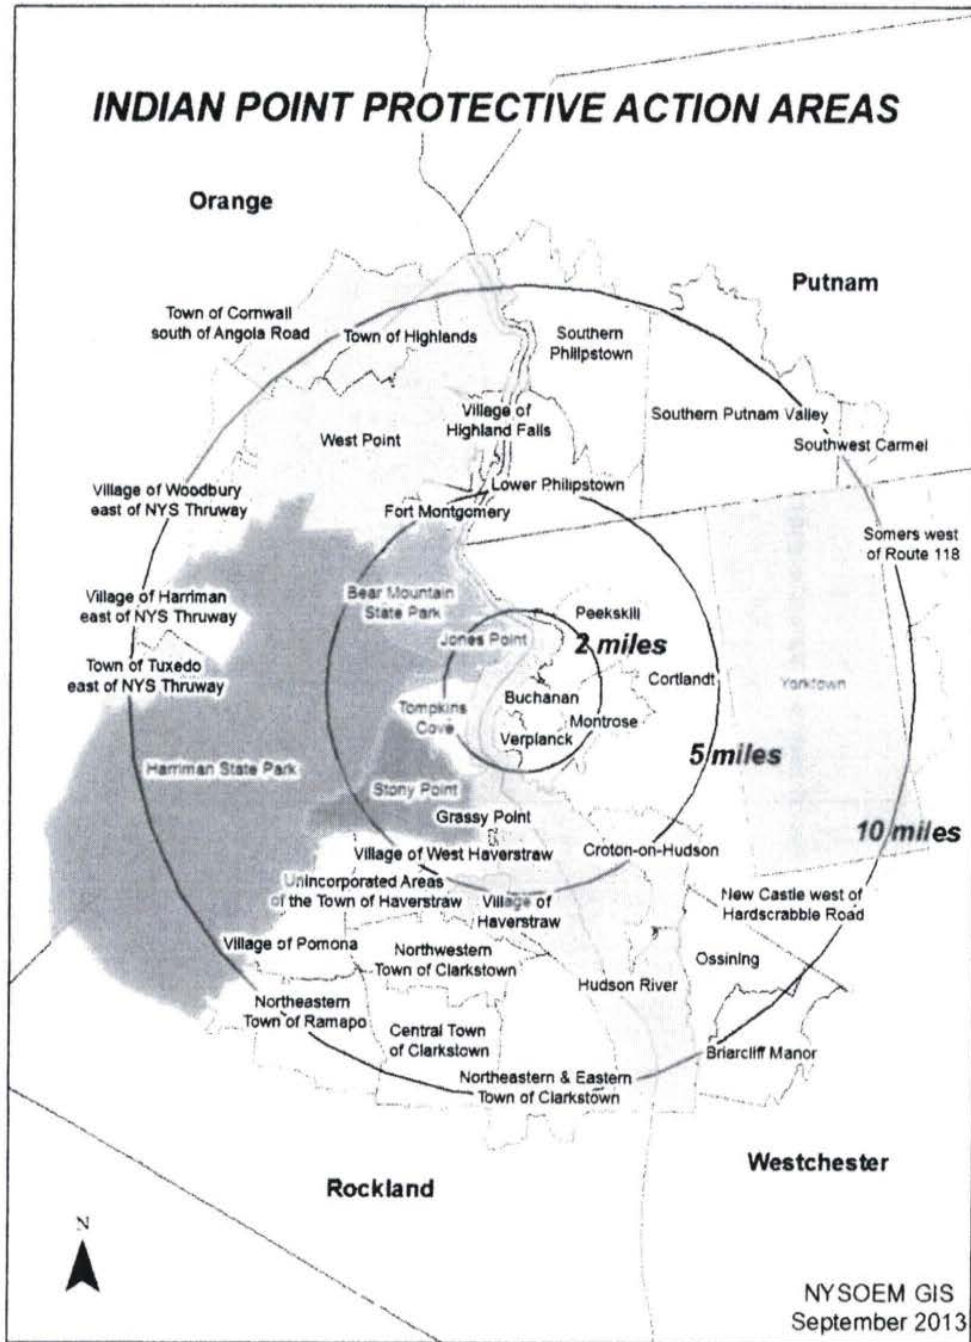 INDIAN POINT PROTECTIVE ACTION AREAS
Orange
Putnam
Town of Cornwall
south of Angola Road
Town of Highlands
Southern
Philipstown
Village of
Highland Falls
Southern Putnam Valley
West Point
Southwest Carmel
Lower Philipstown
Village of Woodbury
east of NYS Thruway
Fort Montgomery
Somers west
of Route 118
Bear Mountain
State Park
Village of Harriman
east of NYS Thruway
Peekskill
Jones Point
2 miles
Town of Tuxedo
east of NYS Thruway
Cortlandt
Yorktown
Buchanan
Tompkins
Cove
Montrose
Verplanck
5 miles
Harriman State Park
Stony Point
Grassy Point
10 miles
Village of West Haverstraw
Croton-on-Hudson
Unincorporated Areas
of the Town of Haverstraw
Village of
Haverstraw
New Castle west of
Hardscrabble Road
Village of Pomona
Northwestern
Town of Clarkstown
Ossining
Hudson River
Northeastern
Town of Ramapo
Central Town
of Clarkstown
Briarcliff Manor
Northeastern & Eastern
Town of Clarkstown
Westchester
Rockland
N
NYSOEM GIS
September 2013